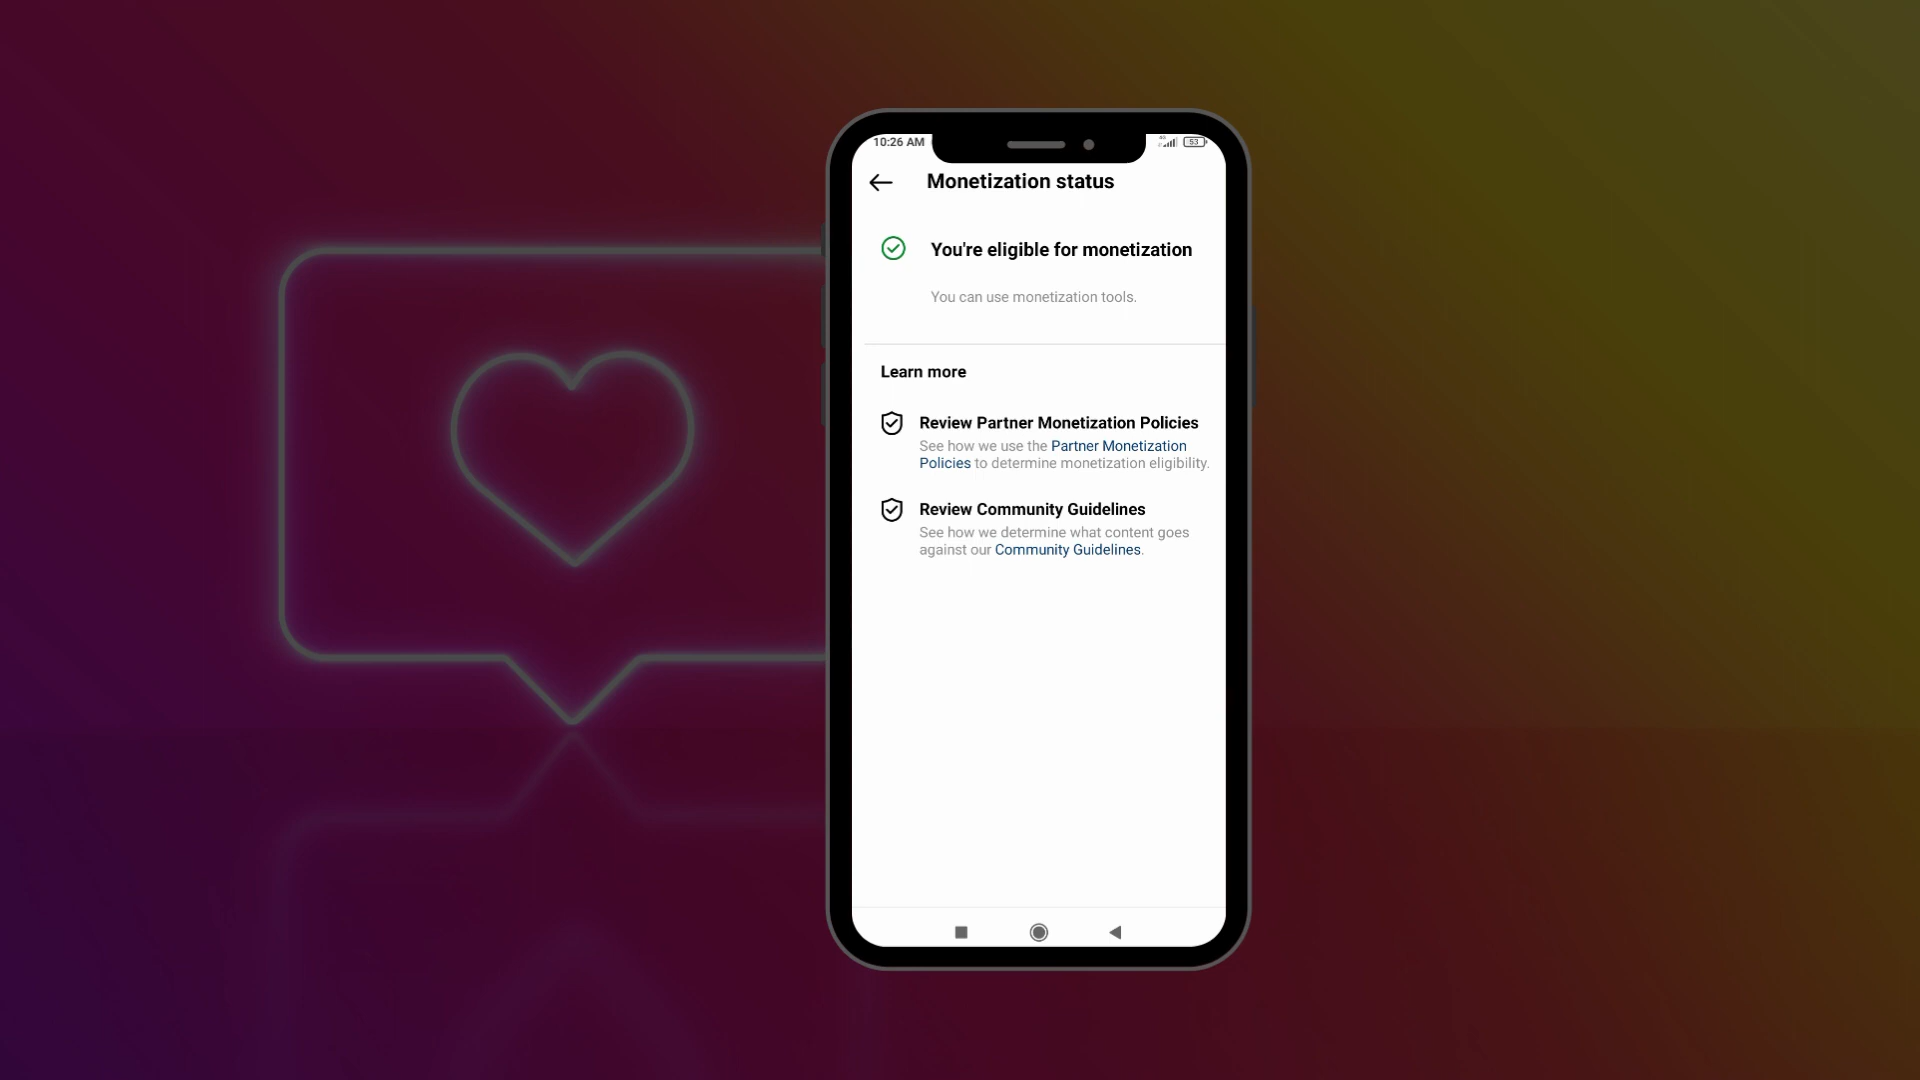 10:26 AM
4G
53
Monetization status
You're eligible for monetization
You can use monetization tools.
Learn more
Review Partner Monetization Policies
See how we use the Partner Monetization
Policies to determine monetization eligibility.
Review Community Guidelines
See how we determine what content goes
against our Community Guidelines.